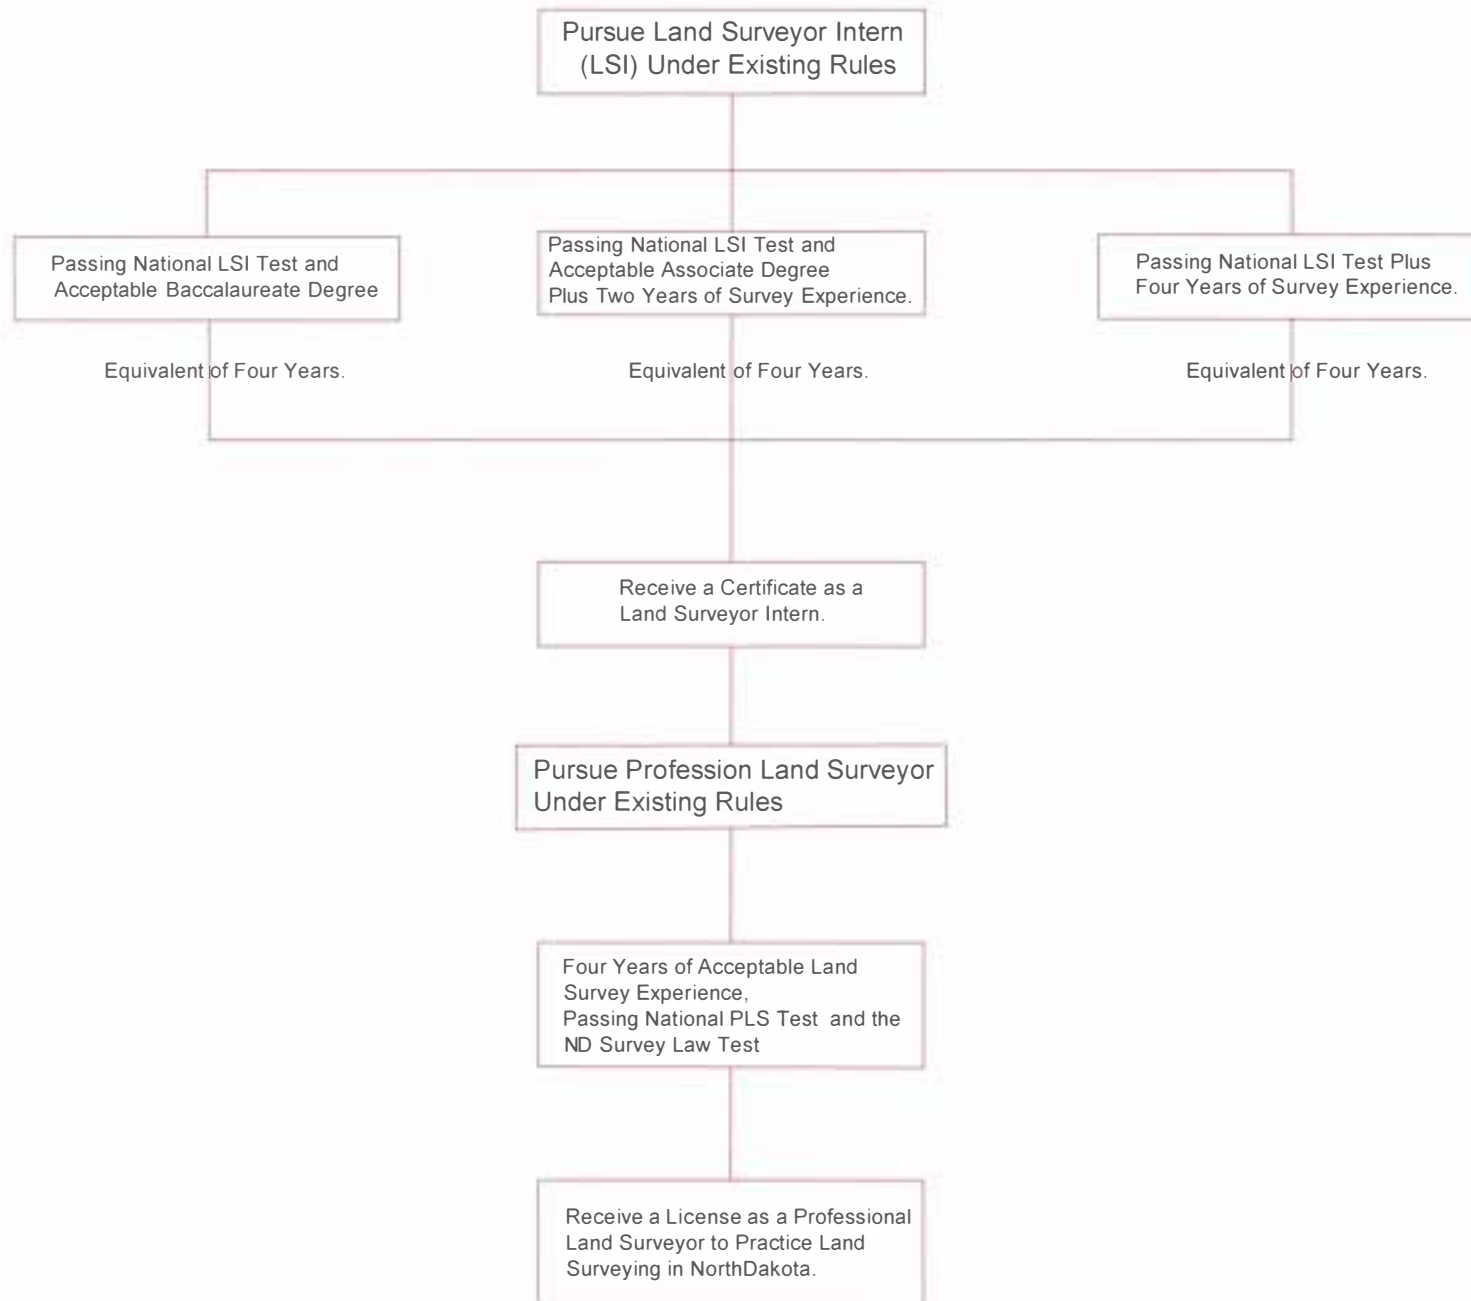 Pursue Land Surveyor Intern
(LSI) Under Existing Rules
Passing National LSI Test and
Acceptable Baccalaureate Degree
Passing National LSI Test and
Acceptable Associate Degree
Plus Two Years of Survey Experience.
Passing National LSI Test Plus
Four Years of Survey Experience.
Equivalent of Four Years.
Equivalent of Four Years.
Equivalent of Four Years.
Receive a Certificate as a
Land Surveyor Intern.
Pursue Profession Land Surveyor
Under Existing Rules
Four Years of Acceptable Land
Survey Experience,
Passing National PLS Test and the
ND Survey Law Test
Receive a License as a Professional
Land Surveyor to Practice Land
Surveying in NorthDakota.